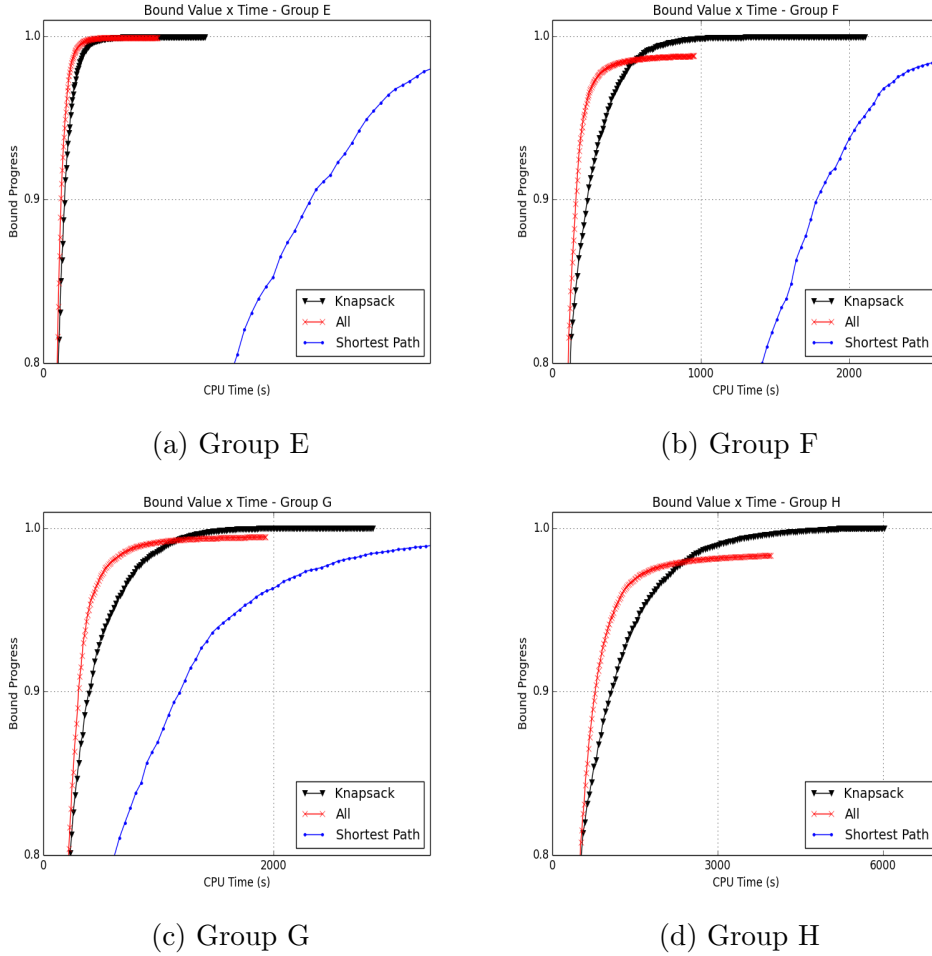 Bound Value x Time - Group E
1.0
0.9
0.8
Bound Progress
0
CPU Time (s)
Knapsack
All
Shortest Path
(a) Group E
Bound Value x Time - Group F
1.0
0.9
0.8
Bound Progress
0
1000
2000
CPU Time (s)
Knapsack
All
Shortest Path
(b) Group F
Bound Value x Time - Group G
1.0
0.9
0.8
Bound Progress
0
2000
CPU Time (s)
Knapsack
All
Shortest Path
(c) Group G
Bound Value x Time - Group H
1.0
0.9
0.8
Bound Progress
0
3000
6000
CPU Time (s)
Knapsack
All
Shortest Path
(d) Group H